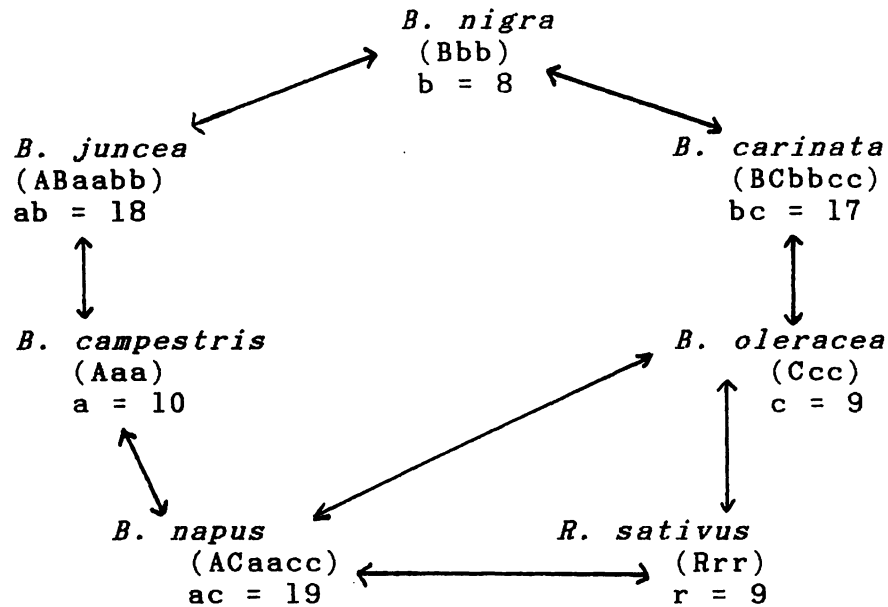 B. nigra
(Bbb)
b = 8
B. juncea
(ABaabb)
ab = 18
B. carinata
(BCbbcc)
bc = 17
B. campestris
(Aaa)
a = 10
B. oleracea
(Ccc)
c = 9
B. napus
(ACaacc)
ac = 19
R. sativus
(Rrr)
r = 9